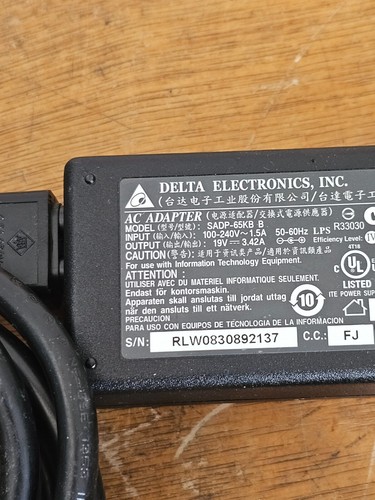 DELTA ELECTRONICS, INC.
(台达电子工业股份有限公司/台達電子工
AC ADAPTER (电源适配器/交換式電源供應器)
MODEL (型号/型號): SADP-65KB B
INPUT (输入/輸入): 100-240V~1.5A 50-60Hz LPS R33030
OUTPUT (输出/輸出): 19V 3.42A Efficiency Level: IV
CAUTION (警告/警告): 适用于资讯类产品/適用於資訊類產品 4T18
For use with Information Technology Equipment.
ATTENTION :
UTILISER AVEC DU MATERIEL INFORMATIQUE SEULEMENT.
Endast för kontorsmaskin.
Apparaten skall anslutas till jordat uttag
när den ansluts till ett nätverk.
PRECAUCION
PARA USO CON EQUIPOS DE TECNOLOGIA DE LA INFORMACION
10
c UL
LISTED
ITE POWER SUPP
S/N: RLW0830892137 C.C.: FJ